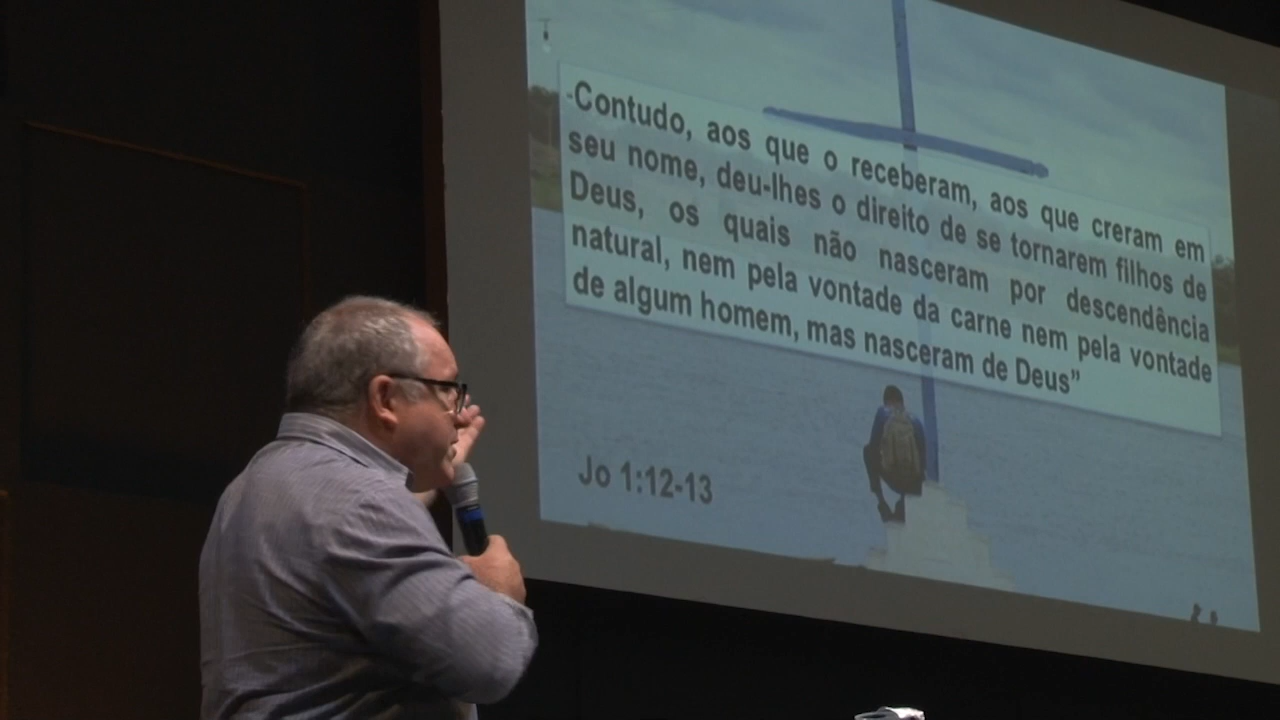 -Contudo, aos que o receberam, aos que creram em
seu nome, deu-lhes o direito de se tornarem filhos de
Deus, os quais não nasceram por descendência
natural, nem pela vontade da carne nem pela vontade
de algum homem, mas nasceram de Deus”
Jo 1:12-13